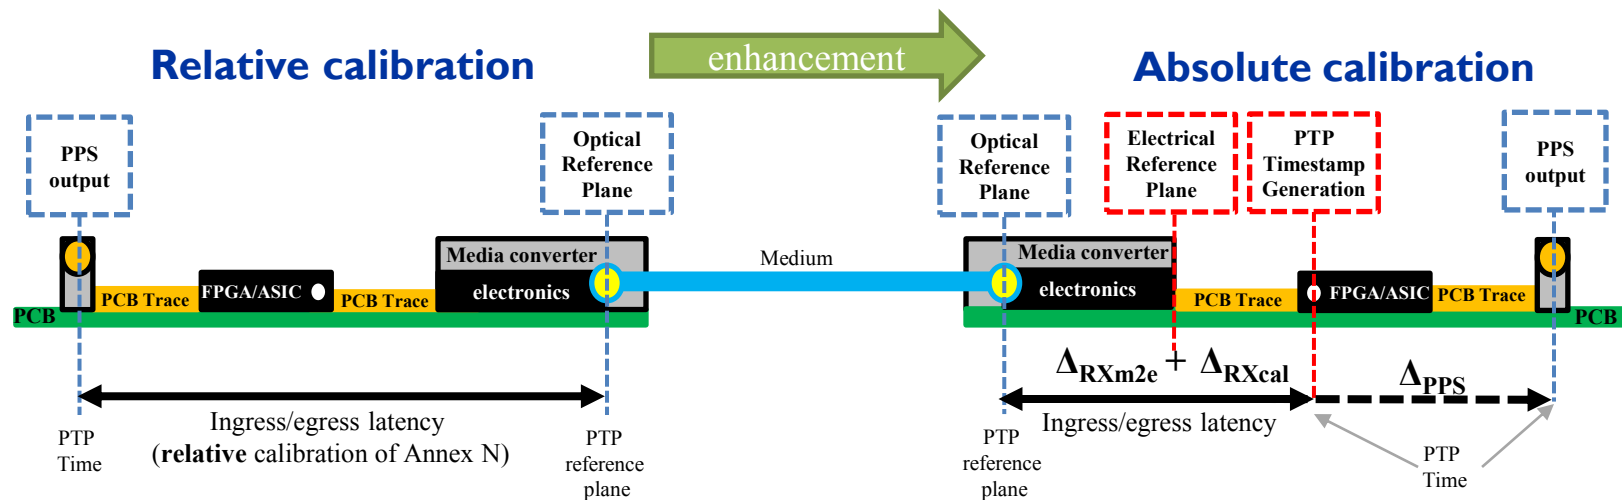 Relative calibration
enhancement
Absolute calibration
PPS
output
Optical
Reference
Plane
Optical
Reference
Plane
Electrical
Reference
Plane
PTP
Timestamp
Generation
PPS
output
Media converter
electronics
FPGA/ASIC
PCB Trace
PCB Trace
PCB
Medium
Media converter
electronics
PCB Trace
FPGA/ASIC
PCB Trace
PCB
Δ RXm2e + Δ RXcal
Δ PPS
Ingress/egress latency
(relative calibration of Annex N)
PTP
Time
PTP
reference
plane
Ingress/egress latency
PTP
reference
plane
PTP
Time